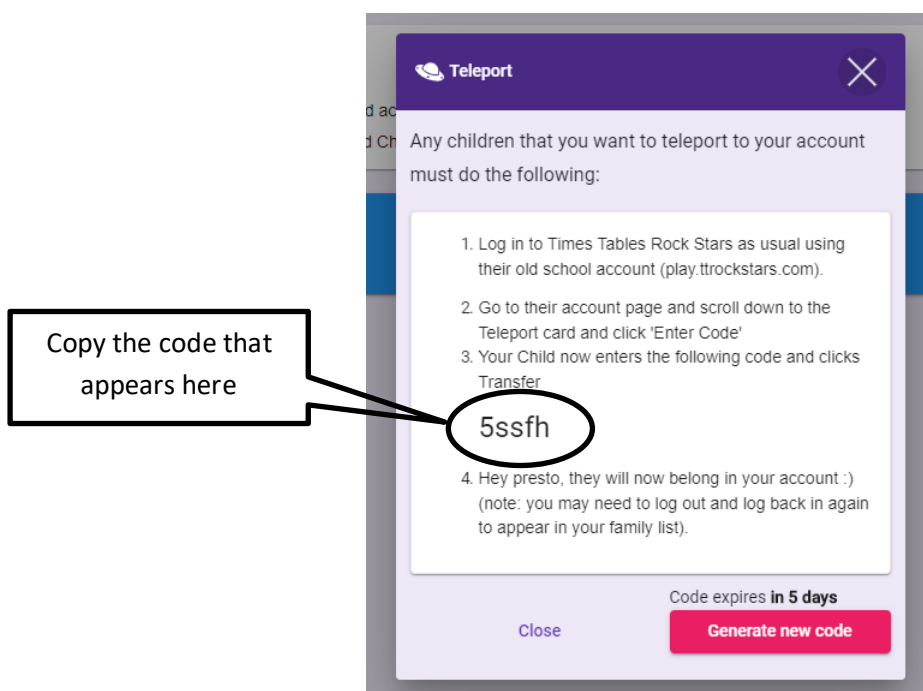 Teleport
d ac
d Ch
Any children that you want to teleport to your account
must do the following:
1. Log in to Times Tables Rock Stars as usual using
their old school account (play.ttrockstars.com).
2. Go to their account page and scroll down to the
Teleport card and click 'Enter Code'
3. Your Child now enters the following code and clicks
Transfer
Copy the code that
appears here
5ssfh
4. Hey presto, they will now belong in your account :)
(note: you may need to log out and log back in again
to appear in your family list).
Code expires in 5 days
Close
Generate new code